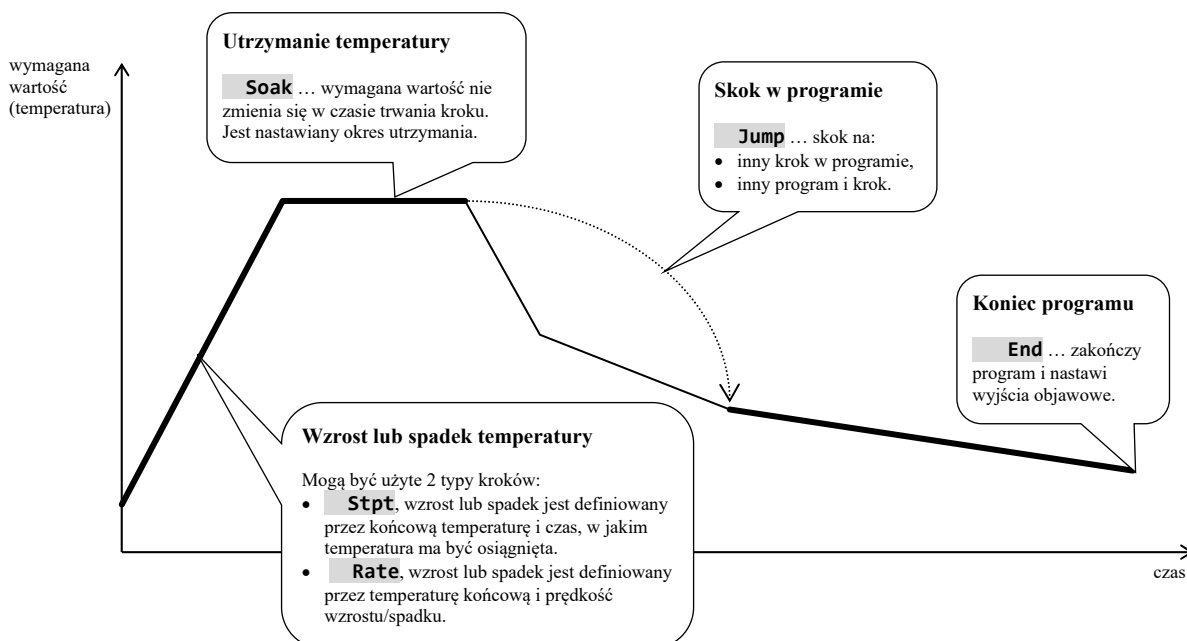 wymagana
wartość
(temperatura)
Utrzymanie temperatury
Soak … wymagana wartość nie
zmienia się w czasie trwania kroku.
Jest nastawiany okres utrzymania.
Skok w programie
Jump … skok na:
• inny krok w programie,
• inny program i krok.
Koniec programu
End … zakończy
program i nastawi
wyjścia objawowe.
Wzrost lub spadek temperatury
Mogą być użyte 2 typy kroków:
• Stpt, wzrost lub spadek jest definiowany
przez końcową temperaturę i czas, w jakim
temperatura ma być osiągnięta.
• Rate, wzrost lub spadek jest definiowany
przez temperaturę końcową i prędkość
wzrostu/spadku.
czas